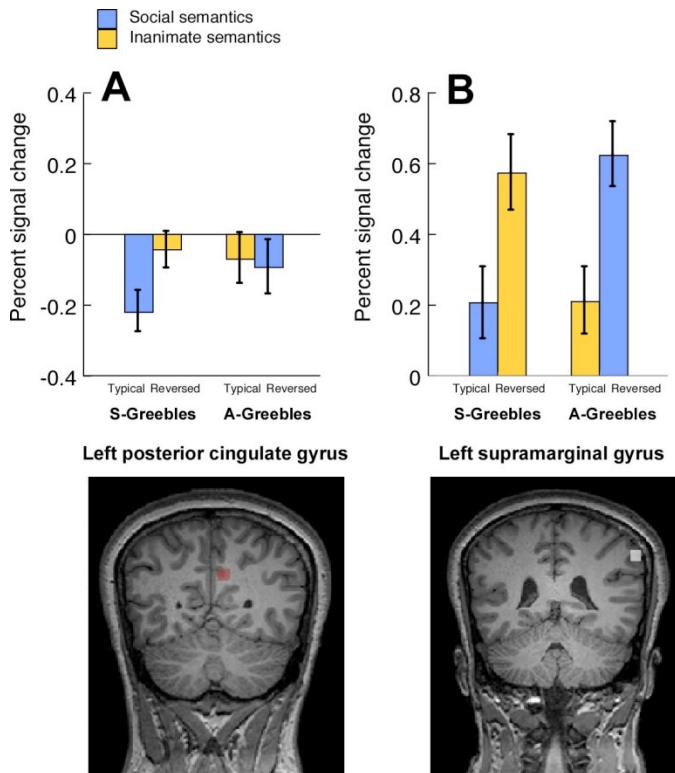 Social semantics
Inanimate semantics
A
Percent signal change
0.4
0.2
0
-0.2
-0.4
Typical Reversed Typical Reversed
S-Greebles A-Greebles
B
Percent signal change
0.8
0.6
0.4
0.2
0
Typical Reversed Typical Reversed
S-Greebles A-Greebles
Left posterior cingulate gyrus
Left supramarginal gyrus